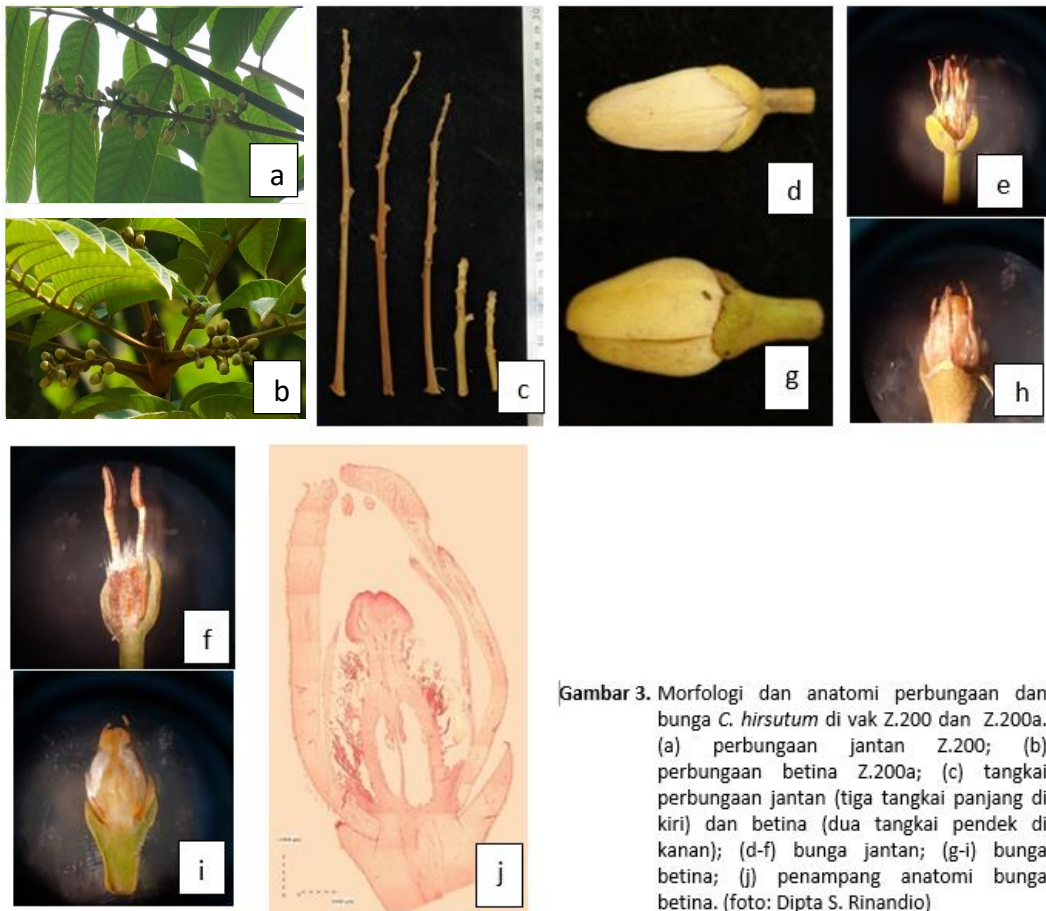 a
b
c
d
g
e
h
f
i
j
Gambar 3. Morfologi dan anatomi perbungaan dan
bunga C. hirsutum di vak Z.200 dan Z.200a.
(a) perbungaan jantan Z.200; (b)
perbungaan betina Z.200a; (c) tangkai
perbungaan jantan (tiga tangkai panjang di
kiri) dan betina (dua tangkai pendek di
kanan); (d-f) bunga jantan; (g-i) bunga
betina; (j) penampang anatomi bunga
betina. (foto: Dipta S. Rinandio)